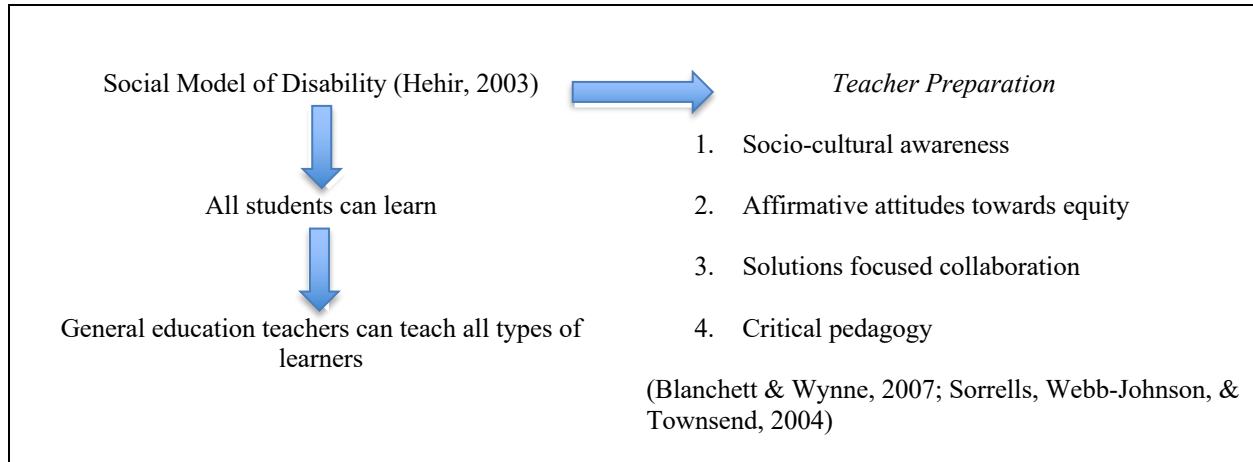 Social Model of Disability (Hehir, 2003)
All students can learn
General education teachers can teach all types of
learners
Teacher Preparation
1. Socio-cultural awareness
2. Affirmative attitudes towards equity
3. Solutions focused collaboration
4. Critical pedagogy
(Blanchett & Wynne, 2007; Sorrells, Webb-Johnson, &
Townsend, 2004)